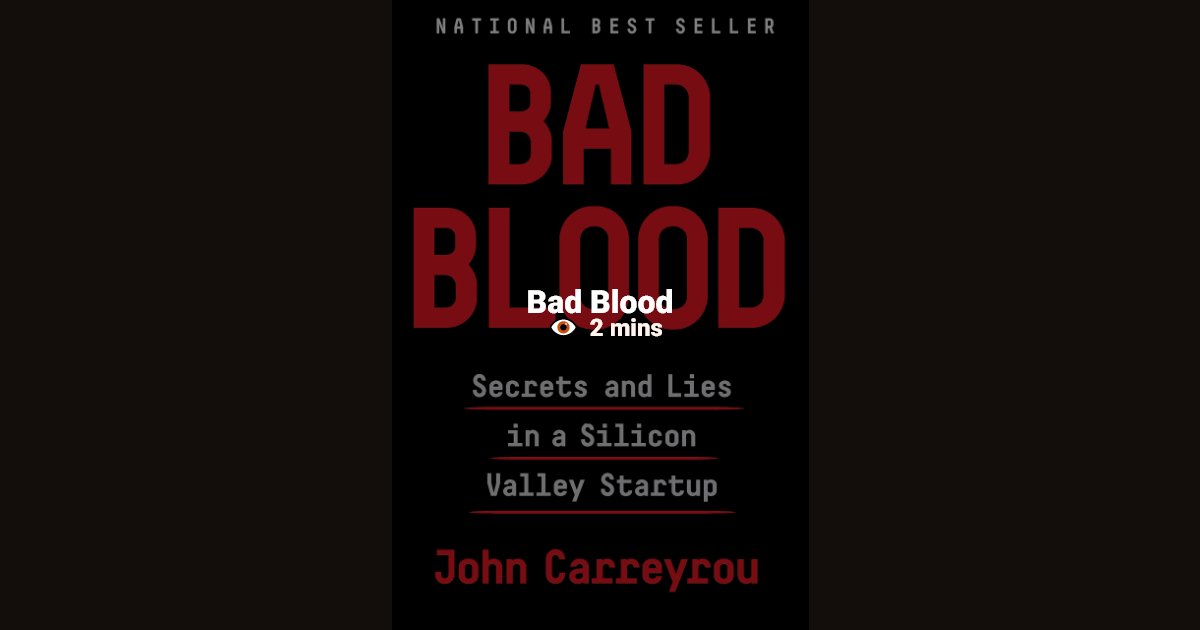 NATIONAL BEST SELLER
BAD
BLOOD
Bad Blood
2 mins
Secrets and Lies
in a Silicon
Valley Startup
John Carreyrou